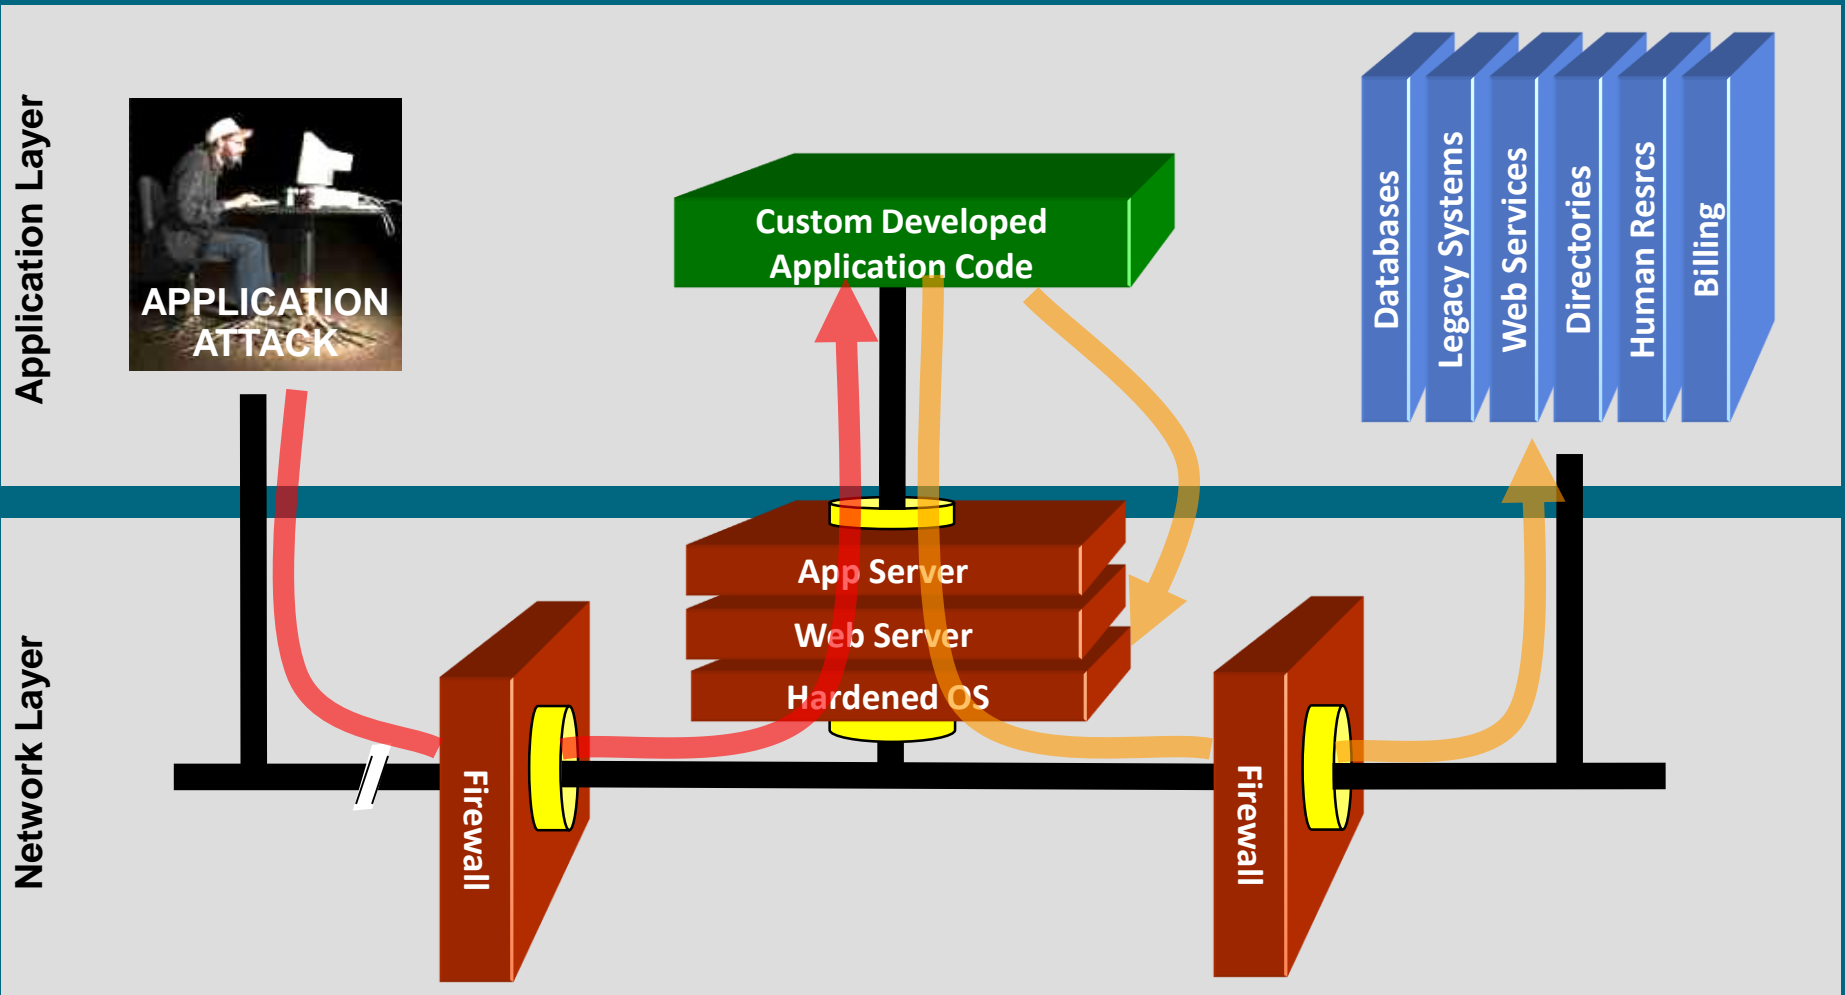 Application Layer
APPLICATION
ATTACK
Custom Developed
Application Code
Databases
Legacy Systems
Web Services
Directories
Human Resrcs
Billing
Network Layer
App Server
Web Server
Hardened OS
Firewall
Firewall